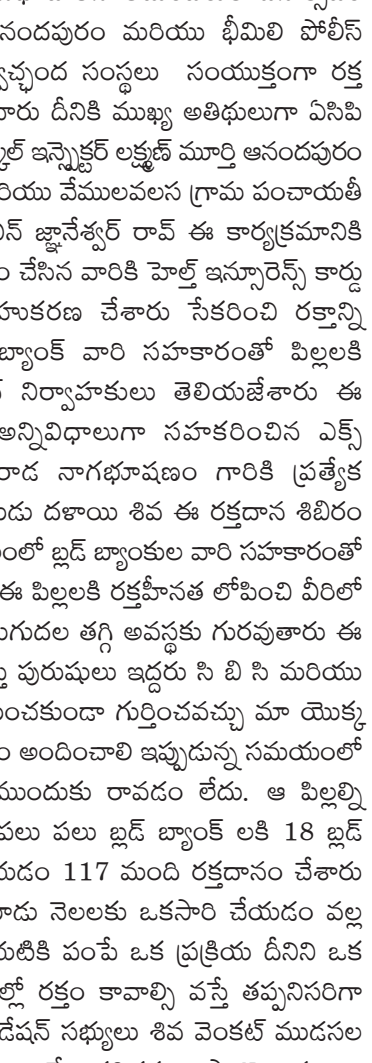 నందపురం మరియు భీమిలి పోలీస్
చ్ఛంద సంస్థలు సంయుక్తంగా రక్త
రు దీనికి ముఖ్య అతిథులుగా ఏసిపి
ల్ ఇన్స్పెక్టర్ లక్ష్మణ్ మూర్తి ఆనందపురం
రియు వేములవలస గ్రామ పంచాయతీ
న్ జ్ఞానేశ్వర్ రావ్ ఈ కార్యక్రమానికి
చేసిన వారికి హెల్త్ ఇన్సూరెన్స్ కార్డు
హుకరణ చేశారు సేకరించి రక్తాన్ని
బ్యాంక్ వారి సహకారంతో పిల్లలకి
నిర్వాహకులు తెలియజేశారు ఈ
అన్నివిధాలుగా సహకరించిన ఎక్స్
రాడ నాగభూషణం గారికి ప్రత్యేక
డు దళాయి శివ ఈ రక్తదాన శిబిరం
లో బ్లడ్ బ్యాంకుల వారి సహకారంతో
ఈ పిల్లలకి రక్తహీనత లోపించి వీరిలో
గుదల తగ్గి అవస్థకు గురవుతారు ఈ
పురుషులు ఇద్దరు సి బి సి మరియు
ంచకుండా గుర్తించవచ్చు మా యొక్క
అందించాలి ఇప్పుడున్న సమయంలో
ముందుకు రావడం లేదు. ఆ పిల్లల్ని
పలు పలు బ్లడ్ బ్యాంక్ లకి 18 బ్లడ్
యడం 117 మంది రక్తదానం చేశారు
డు నెలలకు ఒకసారి చేయడం వల్ల
యటికి పంపే ఒక ప్రక్రియ దీనిని ఒక
ల్లో రక్తం కావాల్సి వస్తే తప్పనిసరిగా
డేషన్ సభ్యులు శివ వెంకట్ ముడసల